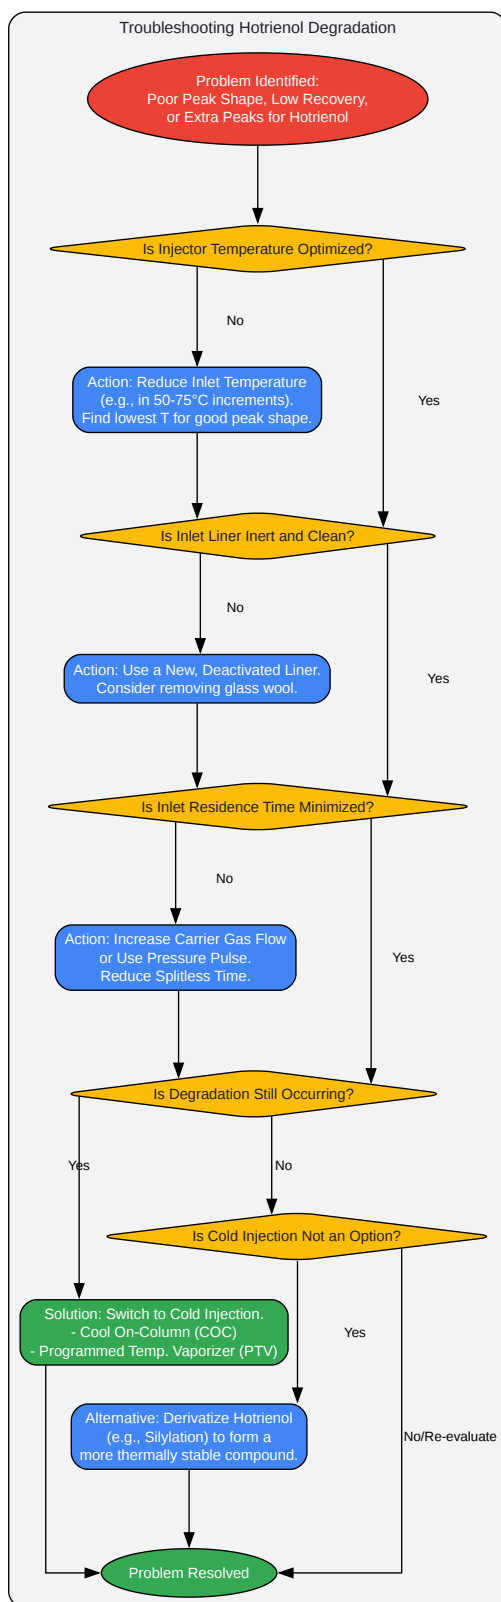 Troubleshooting Hotrienol Degradation
Problem Identified:
Poor Peak Shape, Low Recovery,
or Extra Peaks for Hotrienol
Is Injector Temperature Optimized?
No
Action: Reduce Inlet Temperature
(e.g., in 50-75°C increments).
Find lowest T for good peak shape.
Yes
Is Inlet Liner Inert and Clean?
No
Action: Use a New, Deactivated Liner.
Consider removing glass wool.
Yes
Is Inlet Residence Time Minimized?
No
Action: Increase Carrier Gas Flow
or Use Pressure Pulse.
Reduce Splitless Time.
Yes
Is Degradation Still Occurring?
Yes
No
Is Cold Injection Not an Option?
Solution: Switch to Cold Injection.
- Cool On-Column (COC)
- Programmed Temp. Vaporizer (PTV)
Yes
Alternative: Derivatize Hotrienol
(e.g., Silylation) to form a
more thermally stable compound.
No/Re-evaluate
Problem Resolved